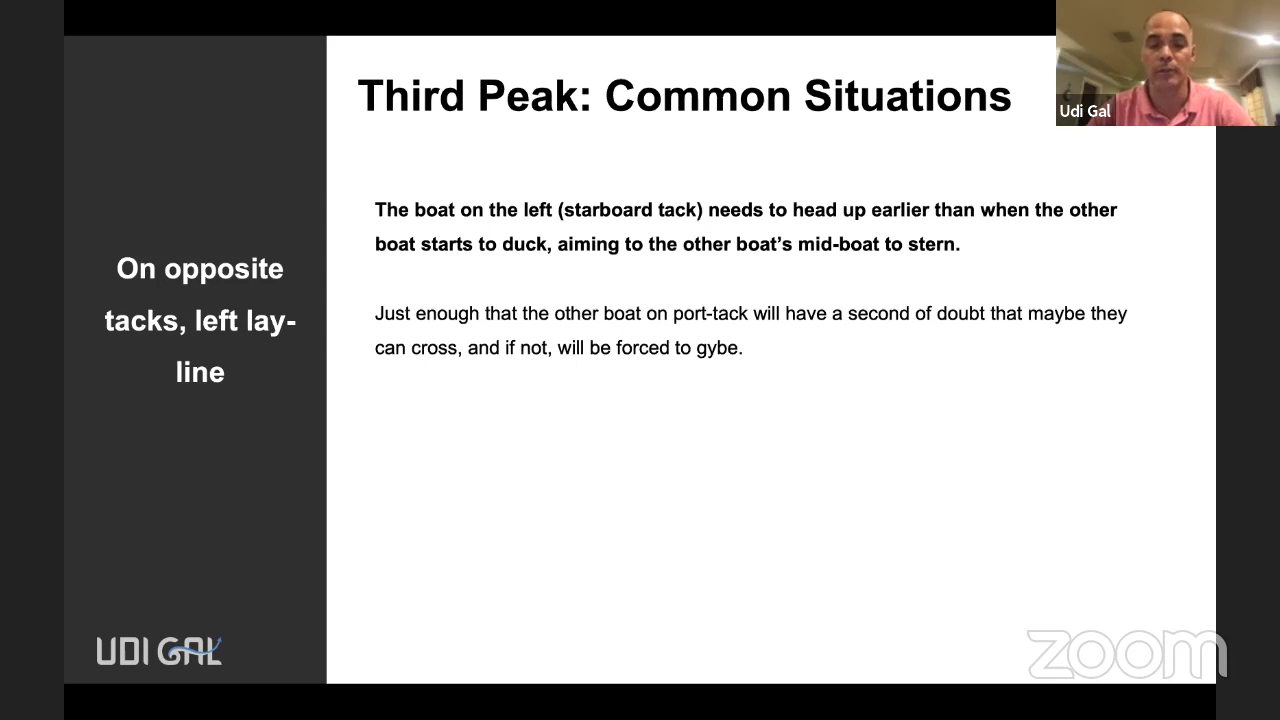 Third Peak: Common Situations
Udi Gal
The boat on the left (starboard tack) needs to head up earlier than when the other
boat starts to duck, aiming to the other boat's mid-boat to stern.
On opposite
tacks, left lay-
line
Just enough that the other boat on port-tack will have a second of doubt that maybe they
can cross, and if not, will be forced to gybe.
UDI GAL
zoom